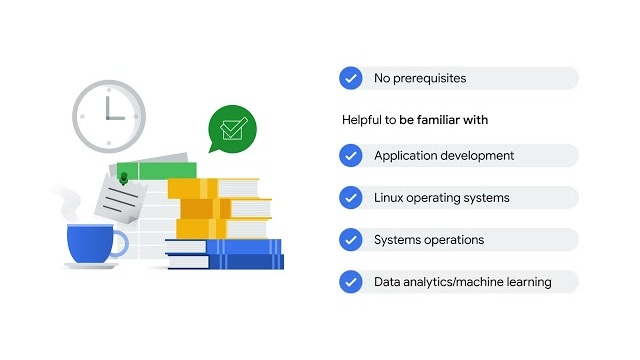 No prerequisites
Helpful to be familiar with
Application development
Linux operating systems
Systems operations
Data analytics/machine learning